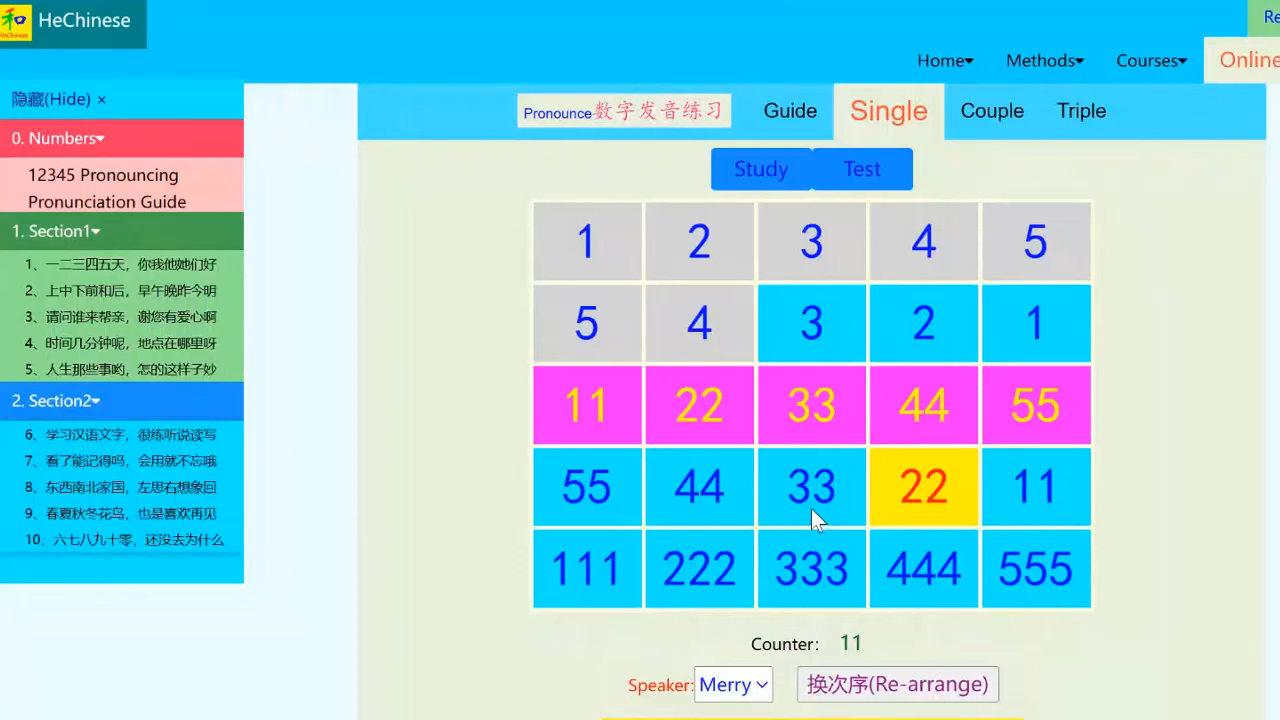 和 HeChinese
HeChinese
Re
Home Methods Courses Online
隐藏(Hide) ×
0. Numbers
12345 Pronouncing
Pronunciation Guide
1. Section1
1、一二三四五天，你我他她们好
2、上中下前和后，早午晚昨今明
3、请问谁来帮亲，谢您有爱心啊
4、时间几分钟呢，地点在哪里呀
5、人生那些事哟，怎的这样子妙
2. Section2
6、学习汉语文字，很练听说读写
7、看了能记得吗，会用就不忘哦
8、东西南北家国，左思右想象回
9、春夏秋冬花鸟，也是喜欢再见
10、六七八九十零，还没去为什么
Pronounce数字发音练习 Guide Single Couple Triple
Study Test
1 2 3 4 5
5 4 3 2 1
11 22 33 44 55
55 44 33 22 11
111 222 333 444 555
Counter: 11
Speaker: Merry 换次序(Re-arrange)